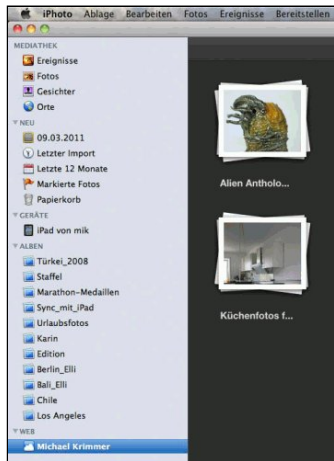 iPhoto Ablage Bearbeiten Fotos Ereignisse Bereitstellen
MEDIATHEK
Ereignisse
Fotos
Gesichter
Orte
NEU
09.03.2011
Letzter Import
Letzte 12 Monate
Markierte Fotos
Papierkorb
GERÄTE
iPad von mik
ALBEN
Türkei_2008
Staffel
Marathon-Medaillen
Sync_mit_iPad
Urlaubsfotos
Karin
Edition
Berlin_Elli
Bali_Elli
Chile
Los Angeles
WEB
Michael Krimmer
Alien Antholo...
Küchenfotos f...